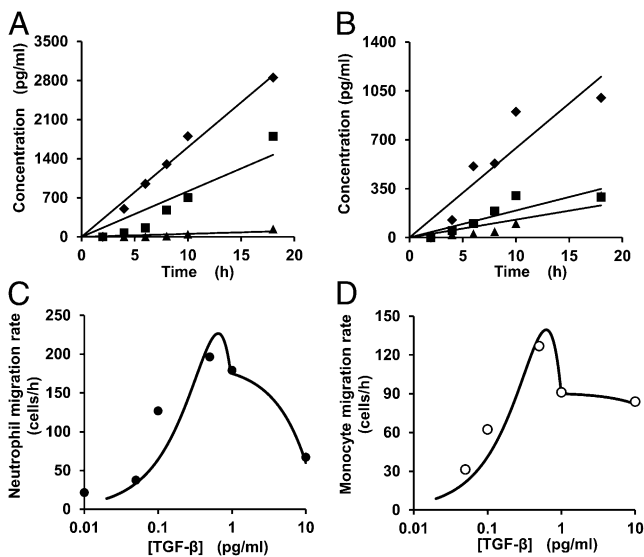 A
Concentration (pg/ml)
3500
2800
2100
1400
700
0
0 5 10 15 20
Time (h)
B
Concentration (pg/ml)
1400
1050
700
350
0
0 5 10 15 20
Time (h)
C
Neutrophil migration rate
(cells/h)
250
200
150
100
50
0
0.01 0.1 1 10
[TGF-β] (pg/ml)
D
Monocyte migration rate
(cells/h)
150
120
90
60
30
0
0.01 0.1 1 10
[TGF-β] (pg/ml)